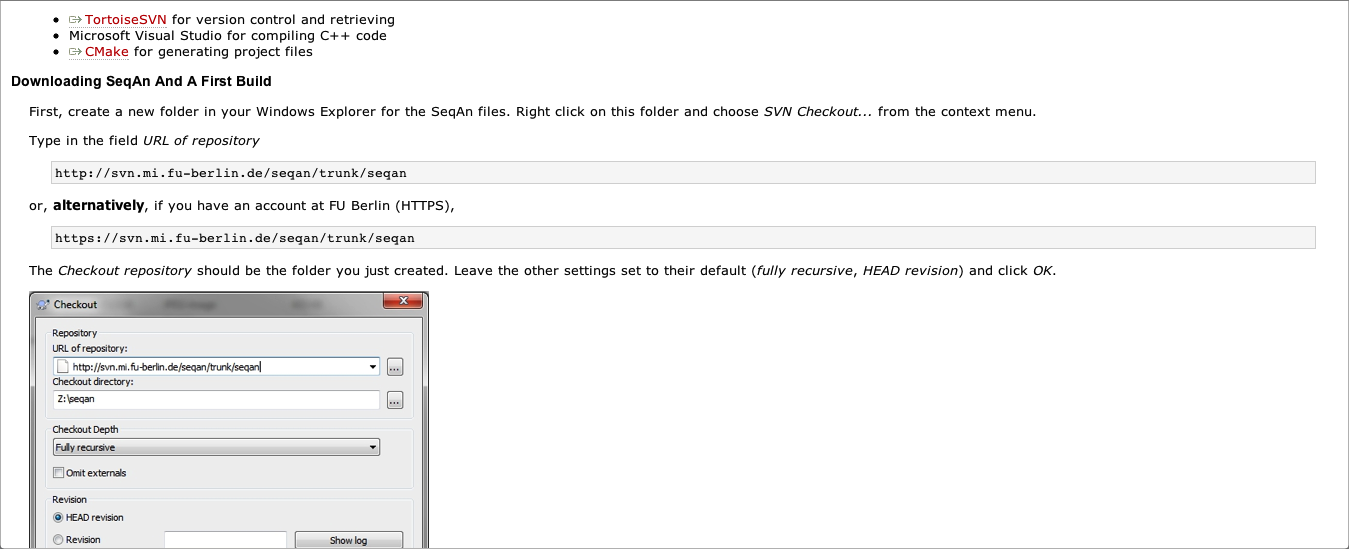 TortoiseSVN for version control and retrieving
Microsoft Visual Studio for compiling C++ code
CMake for generating project files
Downloading SeqAn And A First Build
First, create a new folder in your Windows Explorer for the SeqAn files. Right click on this folder and choose SVN Checkout... from the context menu.
Type in the field URL of repository
http://svn.mi.fu-berlin.de/seqan/trunk/seqan
or, alternatively, if you have an account at FU Berlin (HTTPS),
https://svn.mi.fu-berlin.de/seqan/trunk/seqan
The Checkout repository should be the folder you just created. Leave the other settings set to their default (fully recursive, HEAD revision) and click OK.
Checkout
Repository
URL of repository:
http://svn.mi.fu-berlin.de/seqan/trunk/seqan
...
Checkout directory:
Z:\seqan
...
Checkout Depth
Fully recursive
Omit externals
Revision
HEAD revision
Revision
Show log